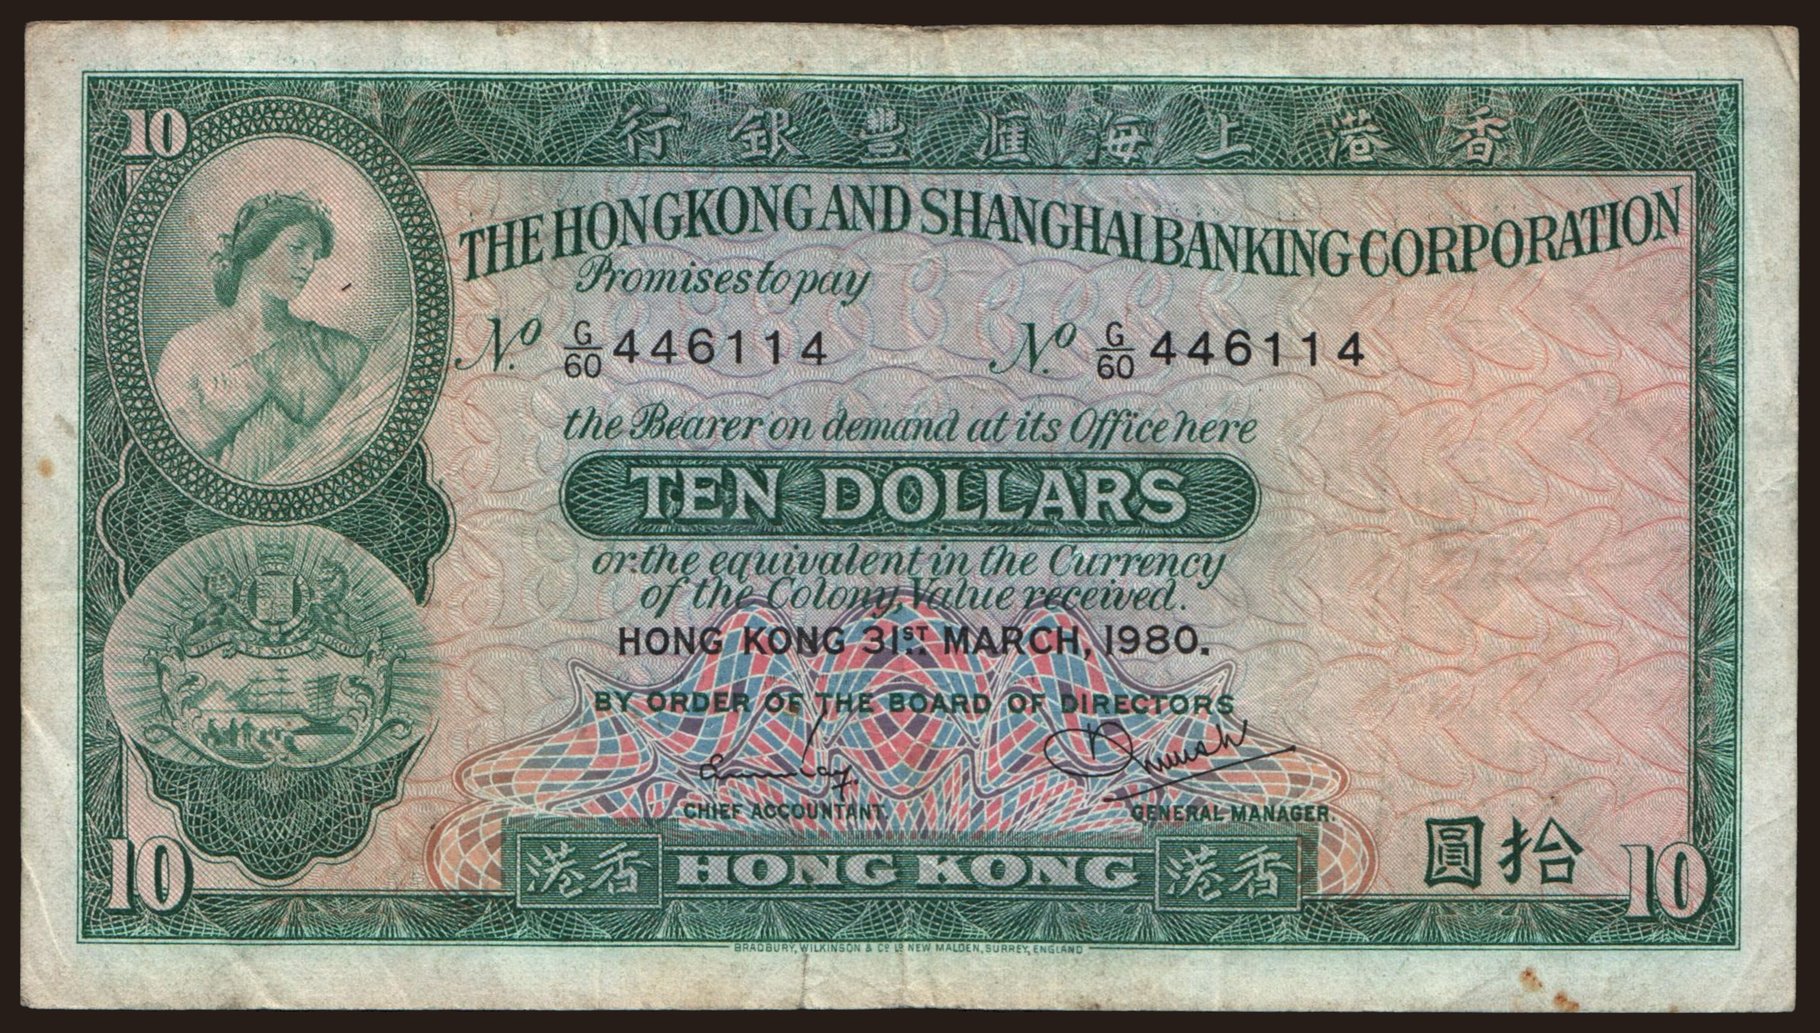 10
行銀豐滙海上港香
THE HONGKONG AND SHANGHAI BANKING CORPORATION
Promises to pay
No. G/60 446114 No. G/60 446114
the Bearer on demand at its Office here
TEN DOLLARS
or the equivalent in the Currency
of the Colony, Value received.
HONG KONG 31ST MARCH, 1980.
BY ORDER OF THE BOARD OF DIRECTORS
CHIEF ACCOUNTANT. GENERAL MANAGER.
圓拾
10 港香 HONG KONG 港香 10
BRADBURY, WILKINSON & Co. Ld. NEW MALDEN, SURREY, ENGLAND